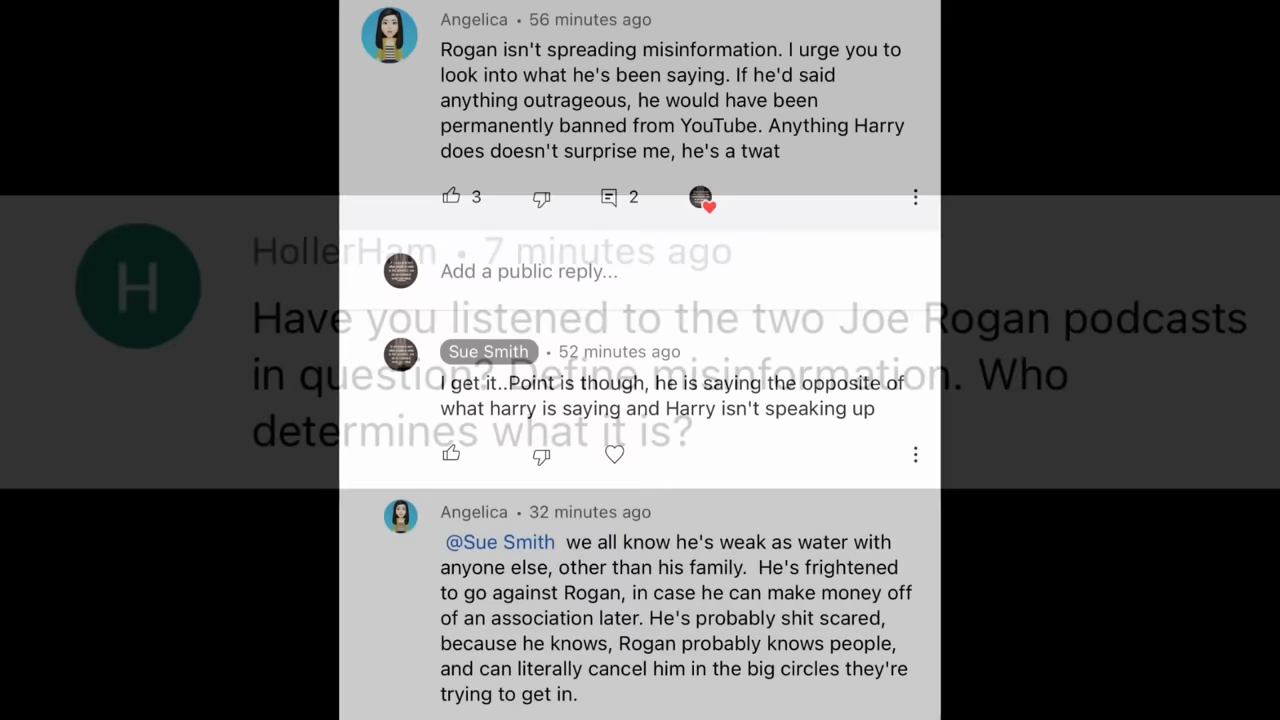 Angelica • 56 minutes ago
Rogan isn't spreading misinformation. I urge you to
look into what he's been saying. If he'd said
anything outrageous, he would have been
permanently banned from YouTube. Anything Harry
does doesn't surprise me, he's a twat
3
2
H
HollerHam • 7 minutes ago
Have you listened to the two Joe Rogan podcasts
in question? Define misinformation. Who
determines what it is?
Add a public reply...
Sue Smith • 52 minutes ago
I get it..Point is though, he is saying the opposite of
what harry is saying and Harry isn't speaking up
Angelica • 32 minutes ago
@Sue Smith we all know he's weak as water with
anyone else, other than his family. He's frightened
to go against Rogan, in case he can make money off
of an association later. He's probably shit scared,
because he knows, Rogan probably knows people,
and can literally cancel him in the big circles they're
trying to get in.